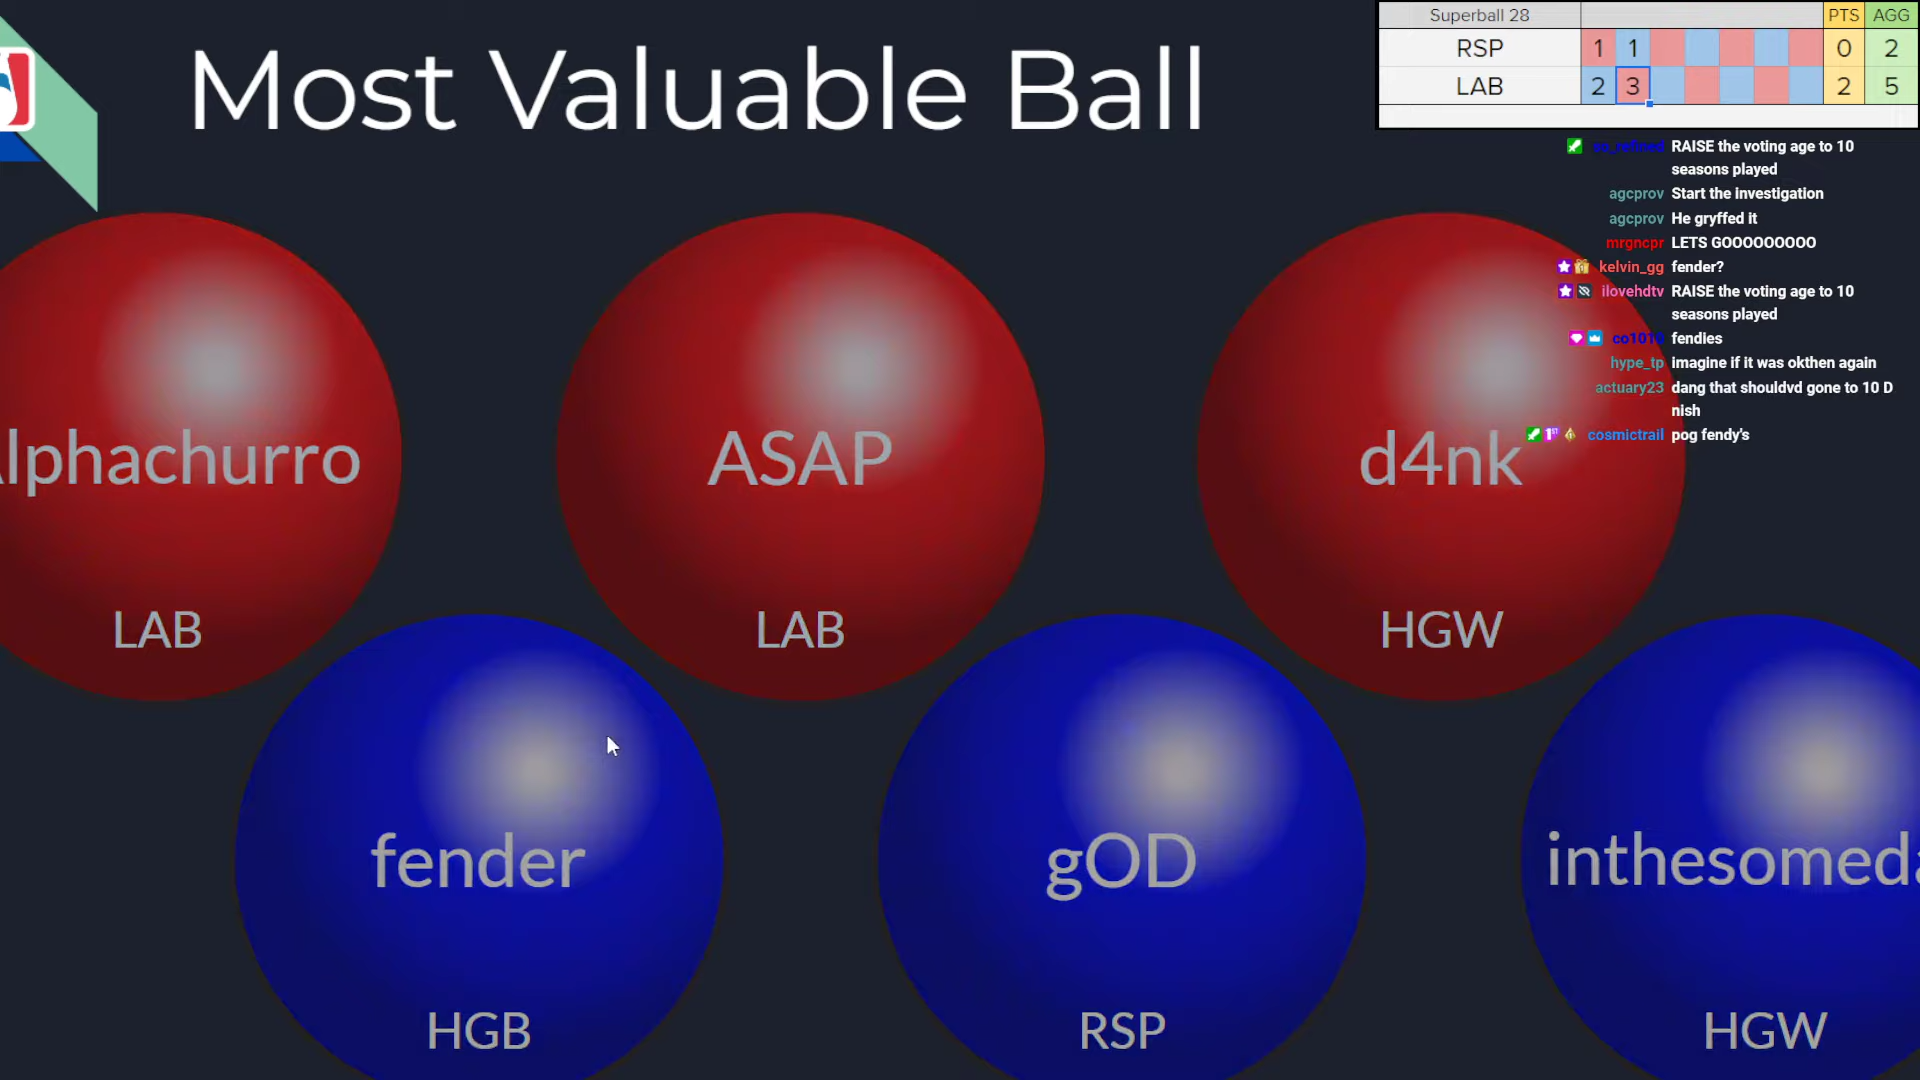 Most Valuable Ball
Superball 28 PTS AGG
RSP 1 1 0 2
LAB 2 3 2 5
RAISE the voting age to 10
seasons played
agcprov Start the investigation
agcprov He gryffed it
mrgncpr LETS GOOOOOOOOO
kelvin_gg fender?
ilovehdtv RAISE the voting age to 10
seasons played
fendies
hype_tp imagine if it was okthen again
actuary23 dang that shouldvd gone to 10 D
nish
cosmictrail pog fendy's
lphachurro
LAB
ASAP
LAB
d4nk
HGW
fender
HGB
gOD
RSP
inthesomeda
HGW